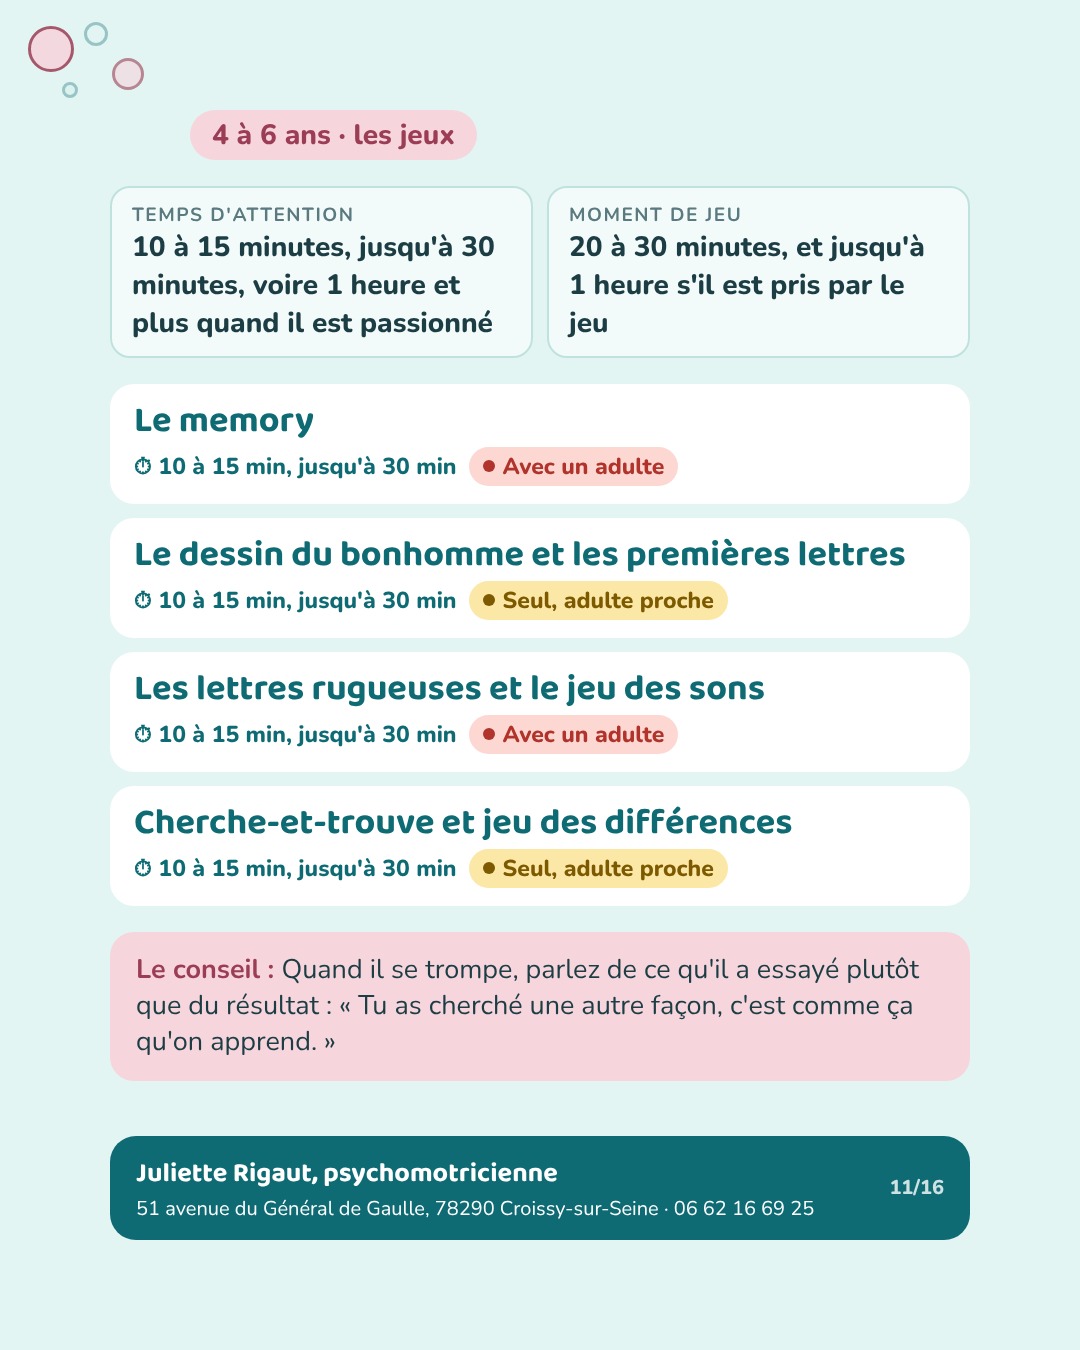 4 à 6 ans · les jeux
TEMPS D'ATTENTION
10 à 15 minutes, jusqu'à 30
minutes, voire 1 heure et
plus quand il est passionné
MOMENT DE JEU
20 à 30 minutes, et jusqu'à
1 heure s'il est pris par le
jeu
Le memory
⏱ 10 à 15 min, jusqu'à 30 min ● Avec un adulte
Le dessin du bonhomme et les premières lettres
⏱ 10 à 15 min, jusqu'à 30 min ● Seul, adulte proche
Les lettres rugueuses et le jeu des sons
⏱ 10 à 15 min, jusqu'à 30 min ● Avec un adulte
Cherche-et-trouve et jeu des différences
⏱ 10 à 15 min, jusqu'à 30 min ● Seul, adulte proche
Le conseil : Quand il se trompe, parlez de ce qu'il a essayé plutôt
que du résultat : « Tu as cherché une autre façon, c'est comme ça
qu'on apprend. »
Juliette Rigaut, psychomotricienne
51 avenue du Général de Gaulle, 78290 Croissy-sur-Seine · 06 62 16 69 25
11/16